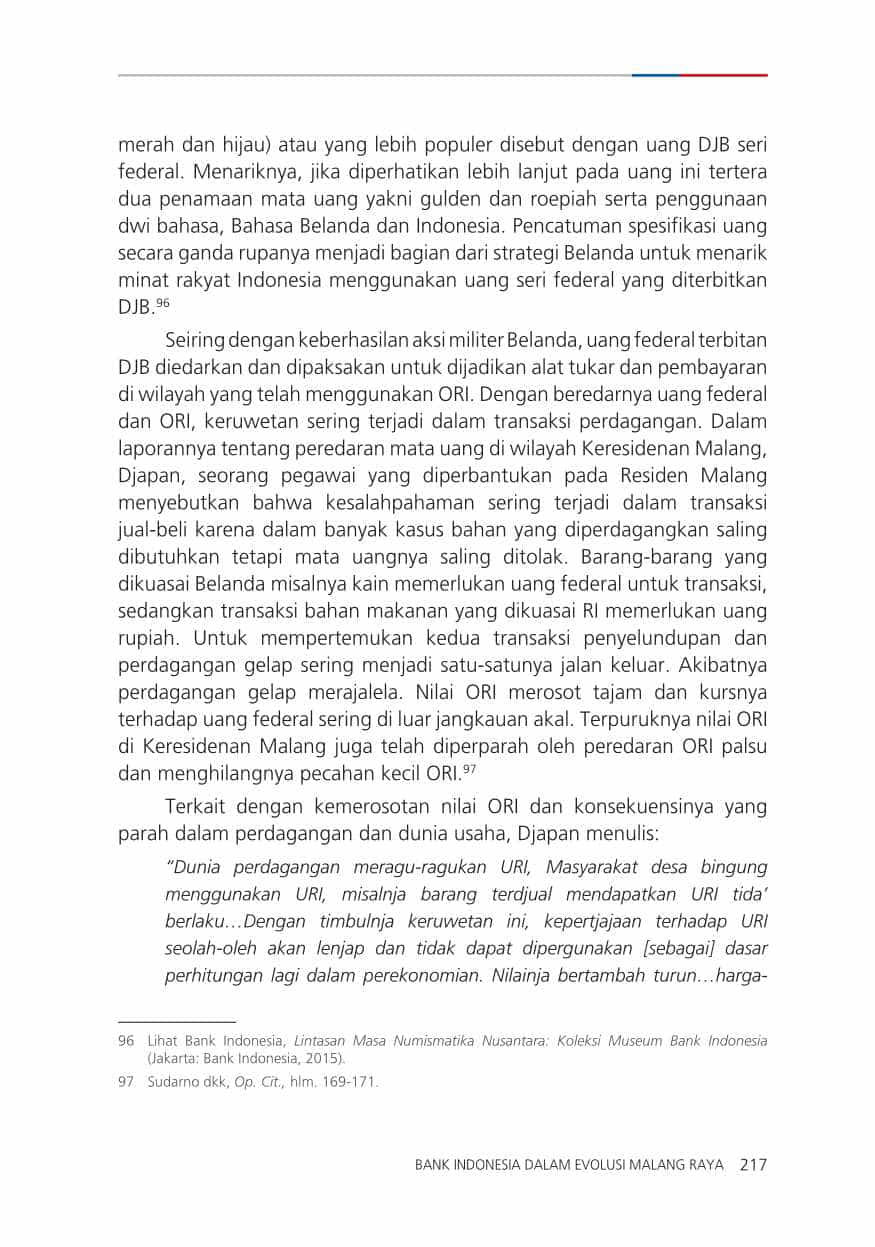 merah dan hijau) atau yang lebih populer disebut dengan uang DJB seri
federal. Menariknya, jika diperhatikan lebih lanjut pada uang ini tertera
dua penamaan mata uang yakni gulden dan roepiah serta penggunaan
dwi bahasa, Bahasa Belanda dan Indonesia. Pencatuman spesifikasi uang
secara ganda rupanya menjadi bagian dari strategi Belanda untuk menarik
minat rakyat Indonesia menggunakan uang seri federal yang diterbitkan
DJB.96
Seiring dengan keberhasilan aksi militer Belanda, uang federal terbitan
DJB diedarkan dan dipaksakan untuk dijadikan alat tukar dan pembayaran
di wilayah yang telah menggunakan ORI. Dengan beredarnya uang federal
dan ORI, keruwetan sering terjadi dalam transaksi perdagangan. Dalam
laporannya tentang peredaran mata uang di wilayah Keresidenan Malang,
Djapan, seorang pegawai yang diperbantukan pada Residen Malang
menyebutkan bahwa kesalahpahaman sering terjadi dalam transaksi
jual-beli karena dalam banyak kasus bahan yang diperdagangkan saling
dibutuhkan tetapi mata uangnya saling ditolak. Barang-barang yang
dikuasai Belanda misalnya kain memerlukan uang federal untuk transaksi,
sedangkan transaksi bahan makanan yang dikuasai RI memerlukan uang
rupiah. Untuk mempertemukan kedua transaksi penyelundupan dan
perdagangan gelap sering menjadi satu-satunya jalan keluar. Akibatnya
perdagangan gelap merajalela. Nilai ORI merosot tajam dan kursnya
terhadap uang federal sering di luar jangkauan akal. Terpuruknya nilai ORI
di Keresidenan Malang juga telah diperparah oleh peredaran ORI palsu
dan menghilangnya pecahan kecil ORI.97
Terkait dengan kemerosotan nilai ORI dan konsekuensinya yang
parah dalam perdagangan dan dunia usaha, Djapan menulis:
“Dunia perdagangan meragu-ragukan URI, Masyarakat desa bingung
menggunakan URI, misalnja barang terdjual mendapatkan URI tida’
berlaku…Dengan timbulnja keruwetan ini, kepertjajaan terhadap URI
seolah-oleh akan lenjap dan tidak dapat dipergunakan [sebagai] dasar
perhitungan lagi dalam perekonomian. Nilainja bertambah turun…harga-
96 Lihat Bank Indonesia, Lintasan Masa Numismatika Nusantara: Koleksi Museum Bank Indonesia
(Jakarta: Bank Indonesia, 2015).
97 Sudarno dkk, Op. Cit., hlm. 169-171.
BANK INDONESIA DALAM EVOLUSI MALANG RAYA 217